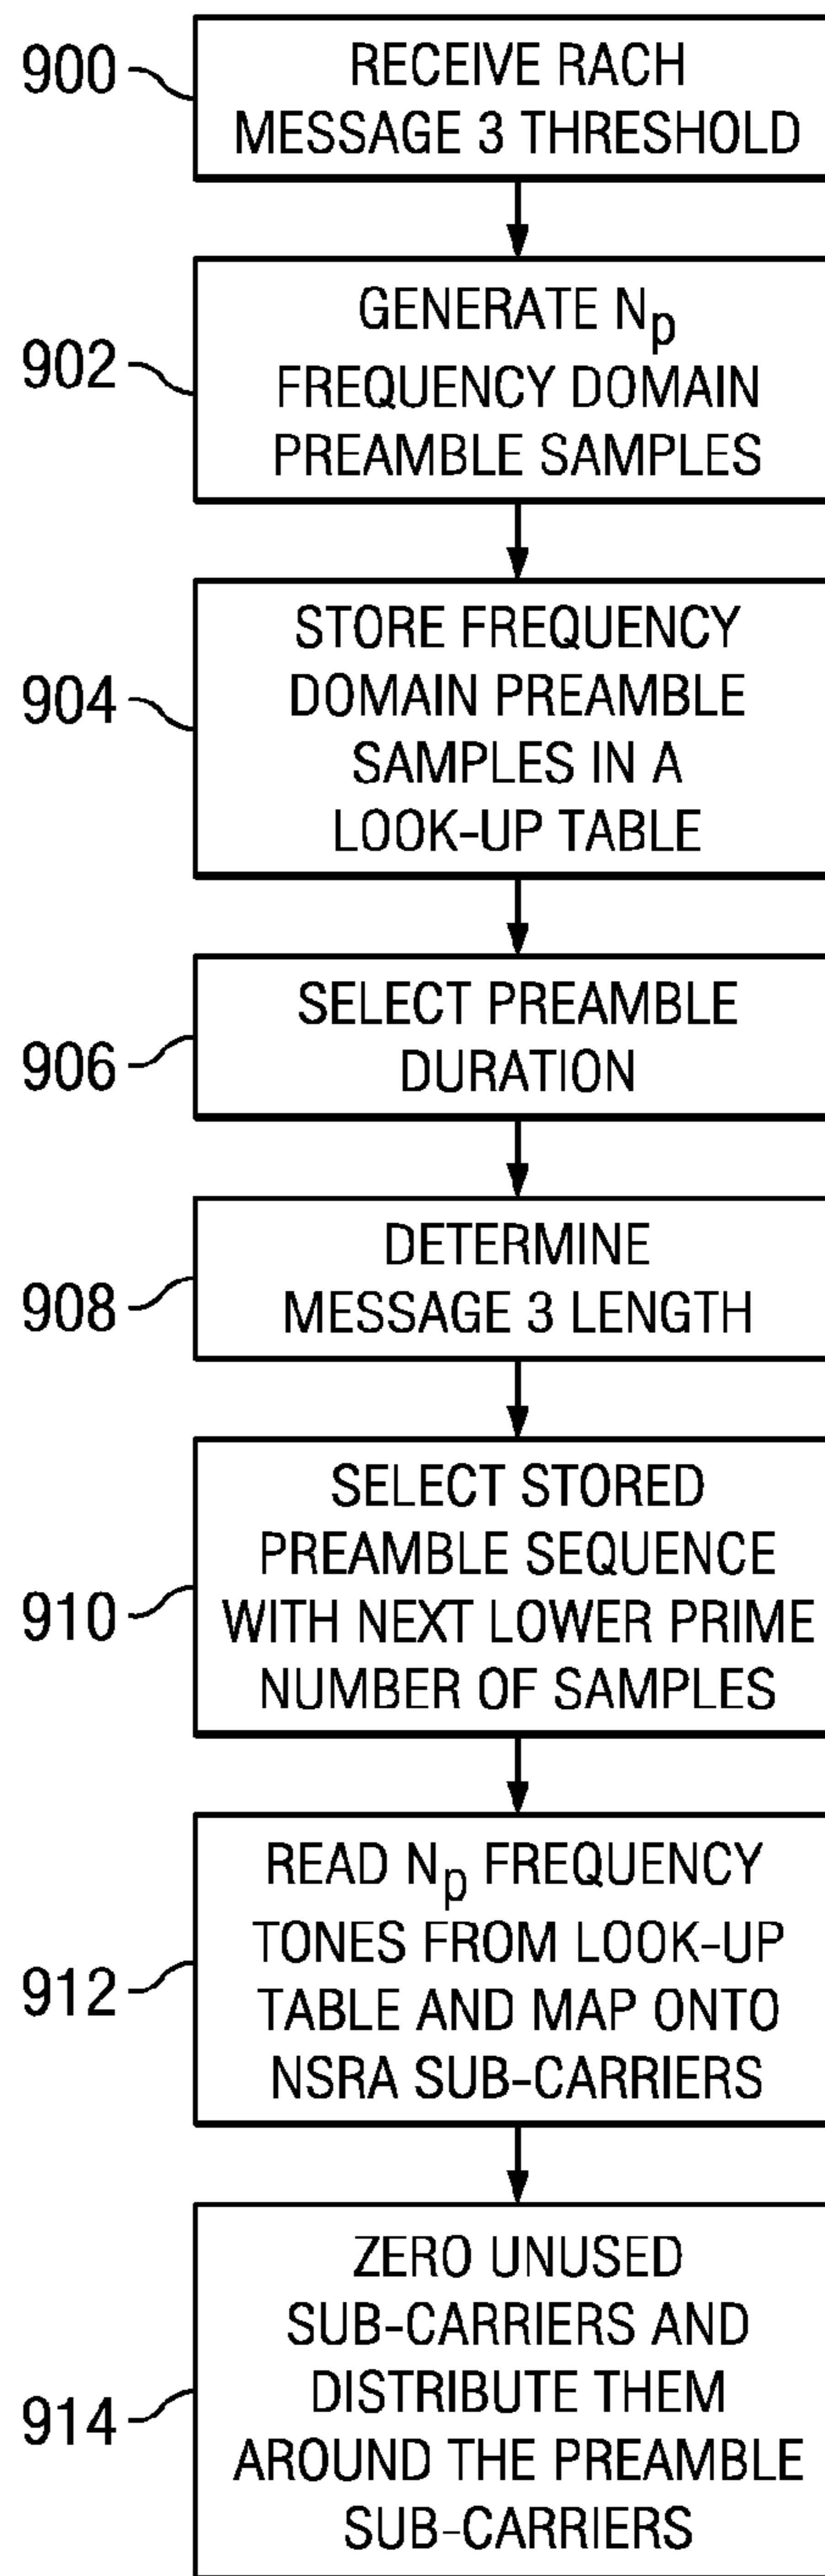 900
RECEIVE RACH
MESSAGE 3 THRESHOLD
902
GENERATE Np
FREQUENCY DOMAIN
PREAMBLE SAMPLES
904
STORE FREQUENCY
DOMAIN PREAMBLE
SAMPLES IN A
LOOK-UP TABLE
906
SELECT PREAMBLE
DURATION
908
DETERMINE
MESSAGE 3 LENGTH
910
SELECT STORED
PREAMBLE SEQUENCE
WITH NEXT LOWER PRIME
NUMBER OF SAMPLES
912
READ Np FREQUENCY
TONES FROM LOOK-UP
TABLE AND MAP ONTO
NSRA SUB-CARRIERS
914
ZERO UNUSED
SUB-CARRIERS AND
DISTRIBUTE THEM
AROUND THE PREAMBLE
SUB-CARRIERS